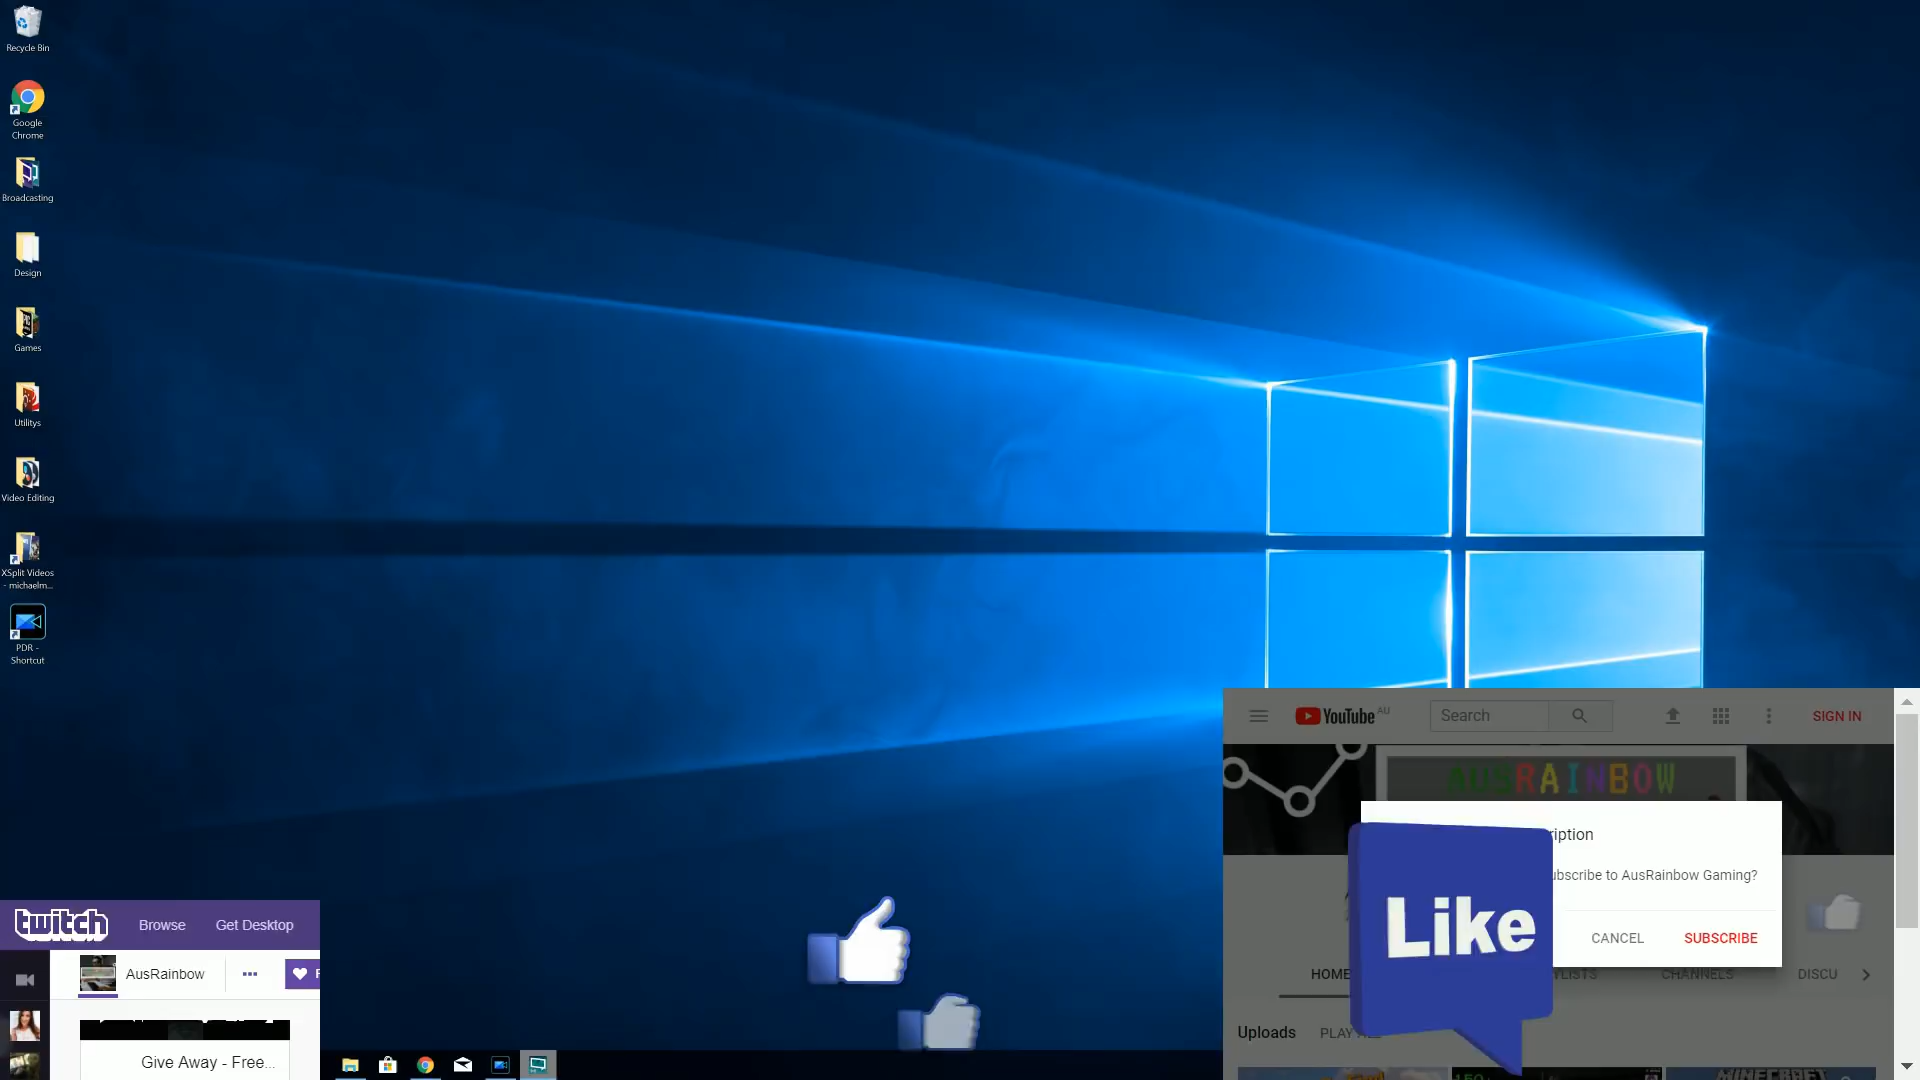 Recycle Bin
Google
Chrome
Broadcasting
Design
Games
Utilitys
Video Editing
XSplit Videos
- michaelm...
PDR -
Shortcut
YouTube AU
Search
SIGN IN
AUSRAINBOW
ription
ubscribe to AusRainbow Gaming?
Like
CANCEL
SUBSCRIBE
HOME
YLISTS
CHANNELS
DISCU
Uploads
PLAY
MINECRAFT
twitch
Browse
Get Desktop
AusRainbow
Give Away - Free...